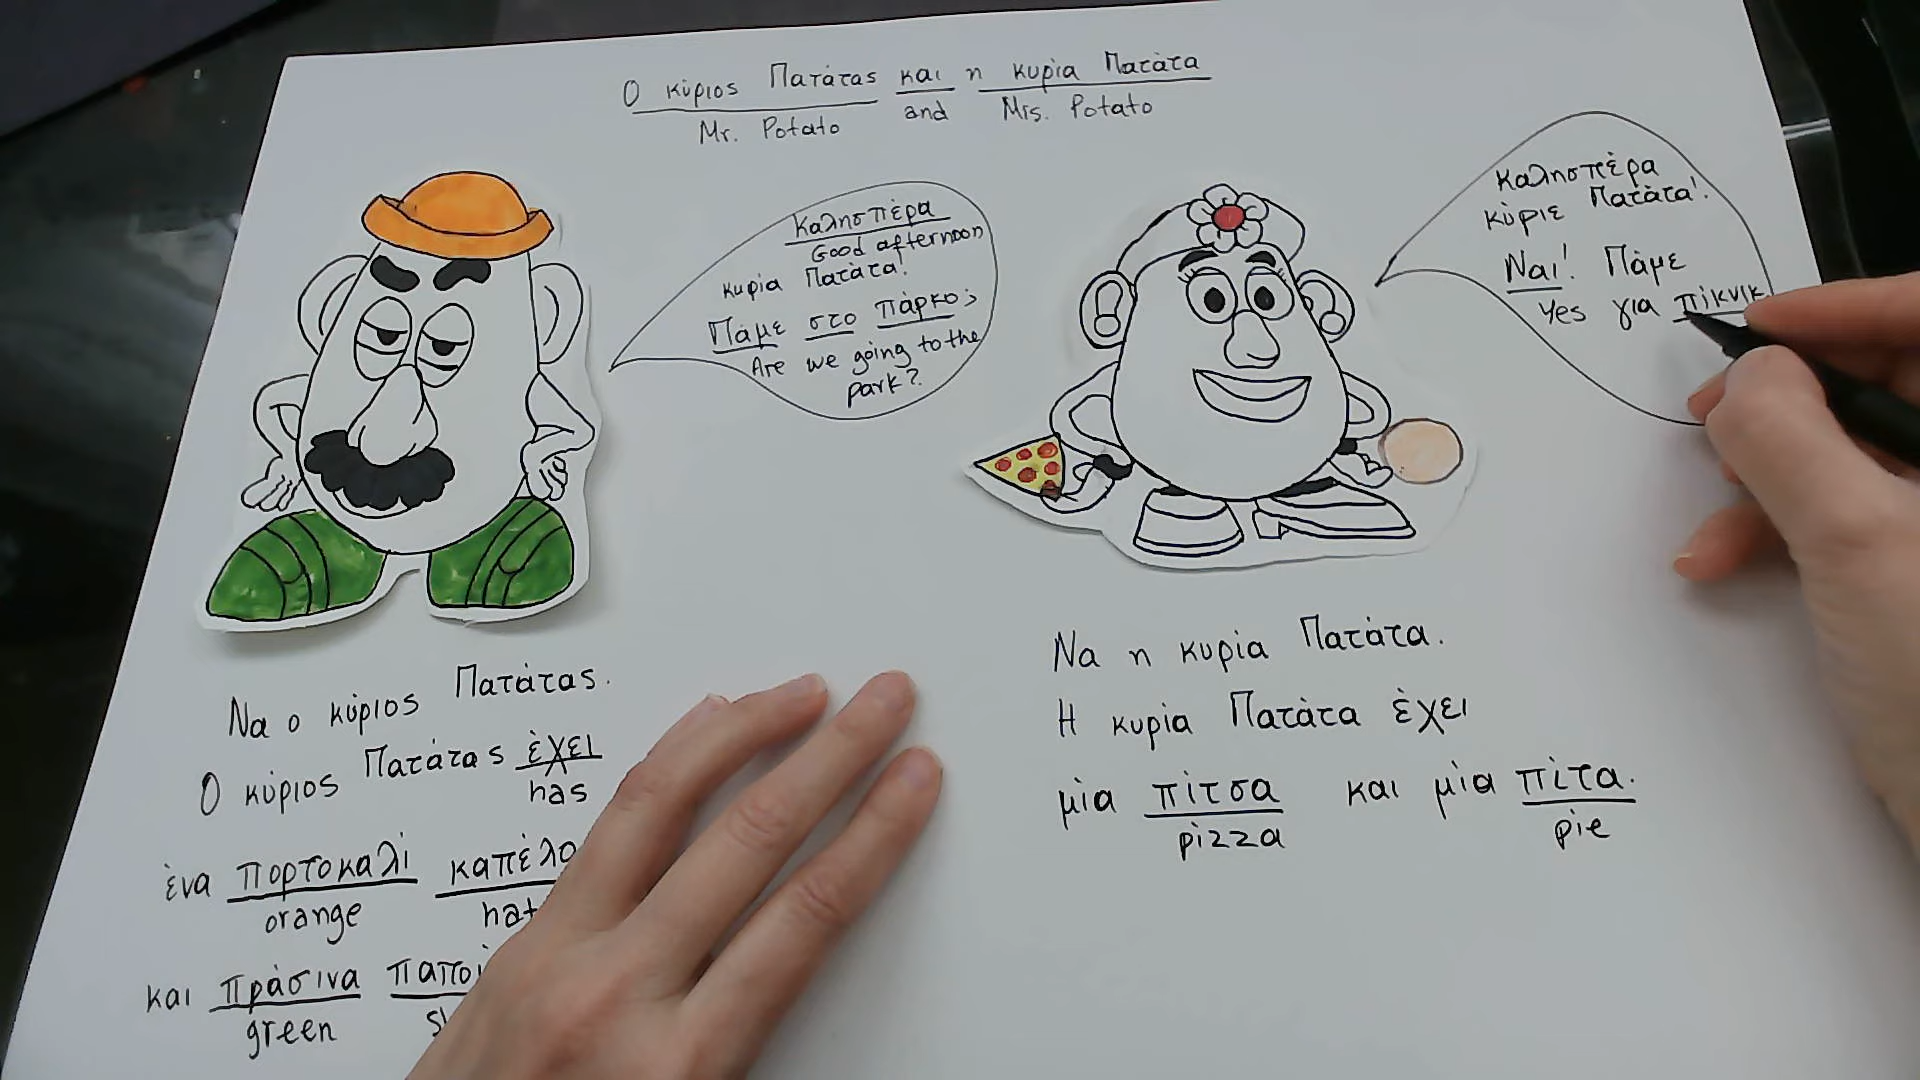 Ο κύριος Πατάτας και η κυρία Πατάτα
Mr. Potato and Mrs. Potato
Καλησπέρα
Good afternoon
κυρία Πατάτα!
Πάμε στο πάρκο;
Are we going to the
park?
Καλησπέρα
κύριε Πατάτα!
Ναι! Πάμε
Yes για πίκνικ
Να ο κύριος Πατάτας.
Ο κύριος Πατάτας έχει
has
ένα πορτοκαλί καπέλο
orange hat
και πράσινα
green
Να η κυρία Πατάτα.
Η κυρία Πατάτα έχει
μία πίτσα και μία πίτα.
pizza pie